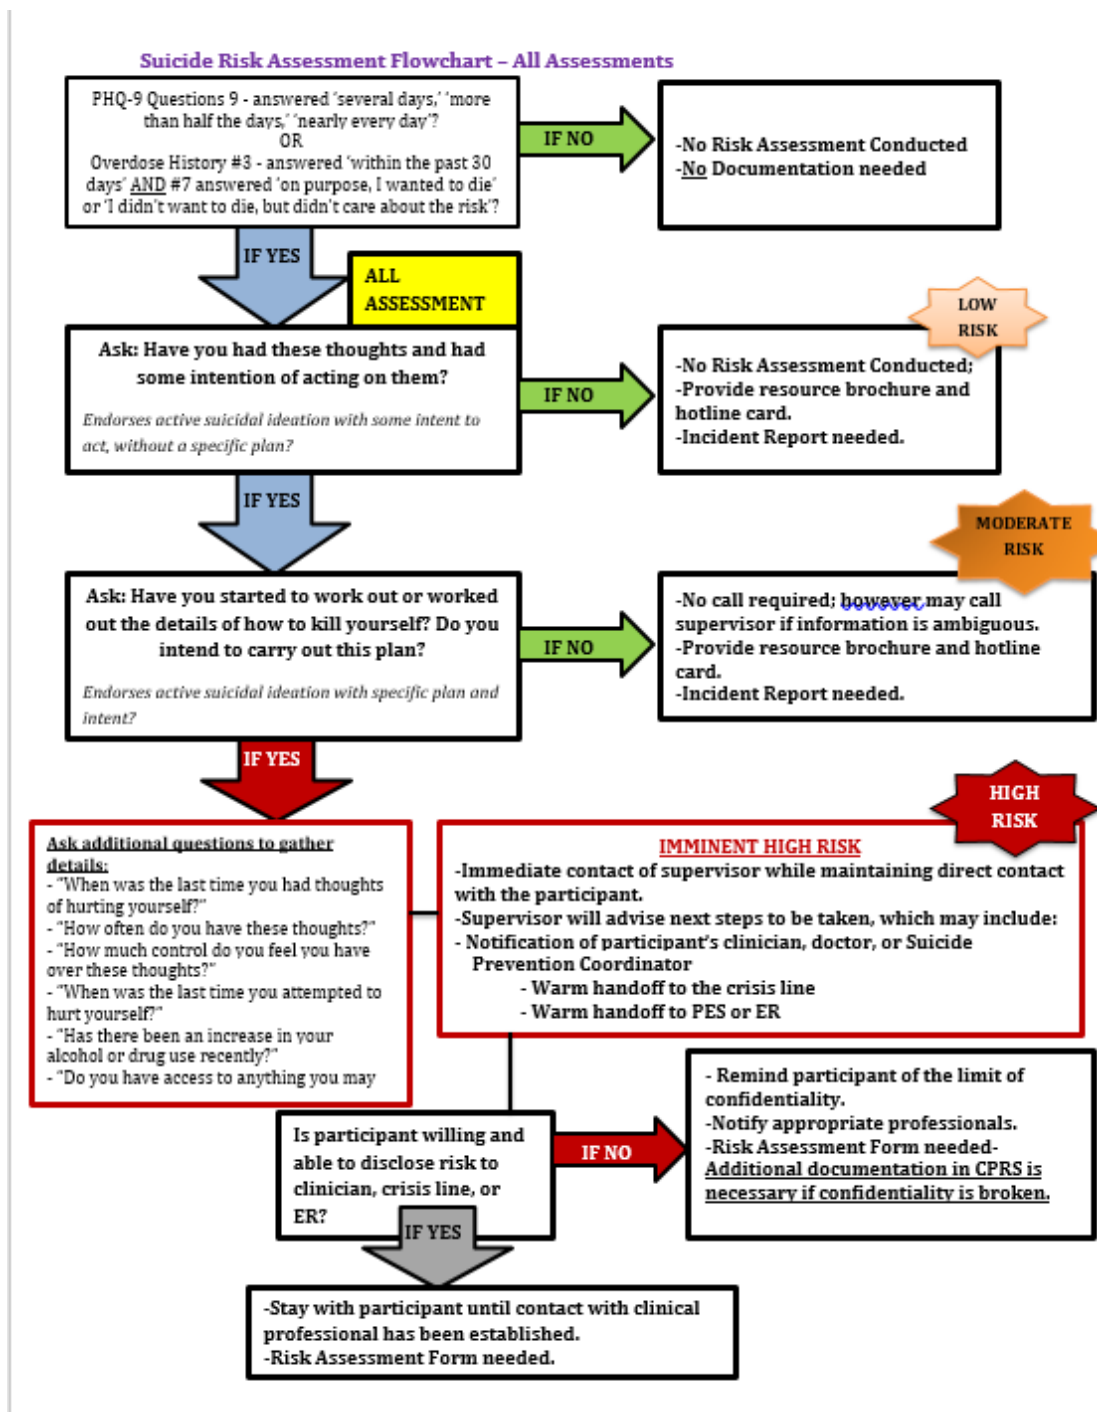 Suicide Risk Assessment Flowchart – All Assessments
PHQ-9 Questions 9 - answered ‘several days,’ ‘more
than half the days,’ ‘nearly every day’?
OR
Overdose History #3 - answered ‘within the past 30
days’ AND #7 answered ‘on purpose, I wanted to die’
or ‘I didn’t want to die, but didn’t care about the risk’?
IF NO
-No Risk Assessment Conducted
-No Documentation needed
IF YES
ALL
ASSESSMENT
Ask: Have you had these thoughts and had
some intention of acting on them?
Endorses active suicidal ideation with some intent to
act, without a specific plan?
IF NO
LOW
RISK
-No Risk Assessment Conducted;
-Provide resource brochure and
hotline card.
-Incident Report needed.
IF YES
Ask: Have you started to work out or worked
out the details of how to kill yourself? Do you
intend to carry out this plan?
Endorses active suicidal ideation with specific plan and
intent?
IF NO
MODERATE
RISK
-No call required; however may call
supervisor if information is ambiguous.
-Provide resource brochure and hotline
card.
-Incident Report needed.
IF YES
Ask additional questions to gather
details:
- “When was the last time you had thoughts
of hurting yourself?”
- “How often do you have these thoughts?”
- “How much control do you feel you have
over these thoughts?”
- “When was the last time you attempted to
hurt yourself?”
- “Has there been an increase in your
alcohol or drug use recently?”
- “Do you have access to anything you may
HIGH
RISK
IMMINENT HIGH RISK
-Immediate contact of supervisor while maintaining direct contact
with the participant.
-Supervisor will advise next steps to be taken, which may include:
- Notification of participant’s clinician, doctor, or Suicide
Prevention Coordinator
- Warm handoff to the crisis line
- Warm handoff to PES or ER
Is participant willing and
able to disclose risk to
clinician, crisis line, or
ER?
IF NO
- Remind participant of the limit of
confidentiality.
-Notify appropriate professionals.
-Risk Assessment Form needed-
Additional documentation in CPRS is
necessary if confidentiality is broken.
IF YES
-Stay with participant until contact with clinical
professional has been established.
-Risk Assessment Form needed.